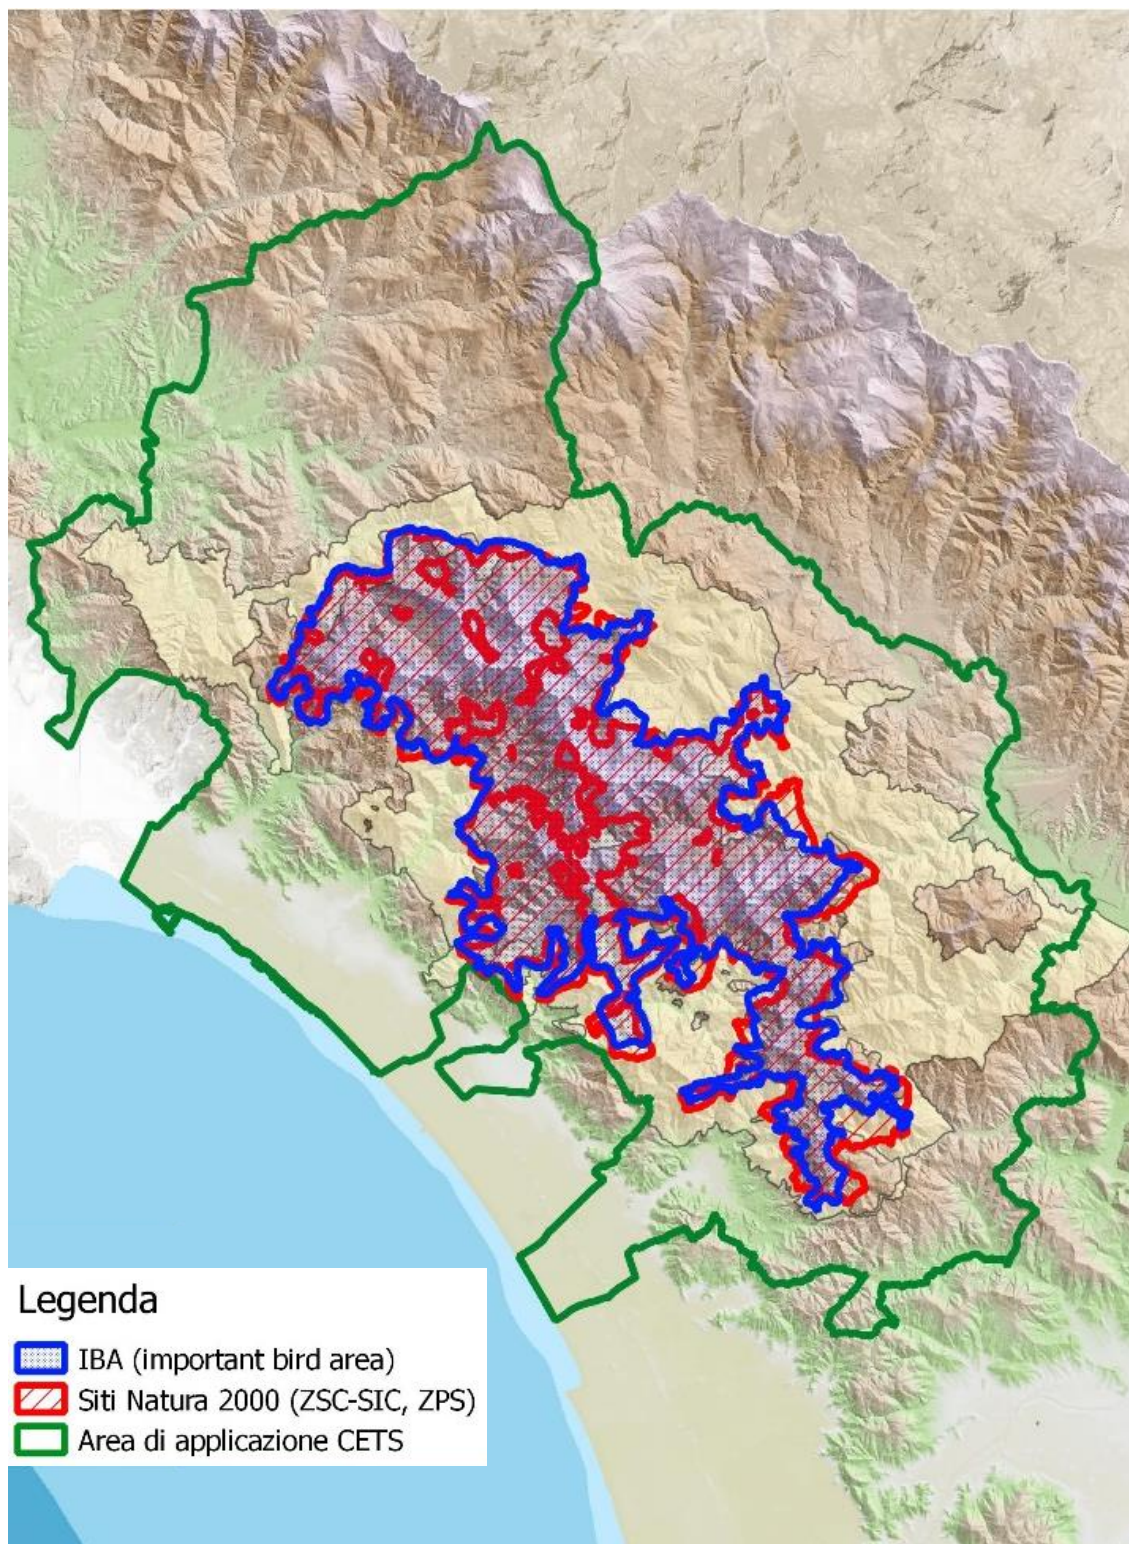 Legenda
IBA (important bird area)
Siti Natura 2000 (ZSC-SIC, ZPS)
Area di applicazione CETS